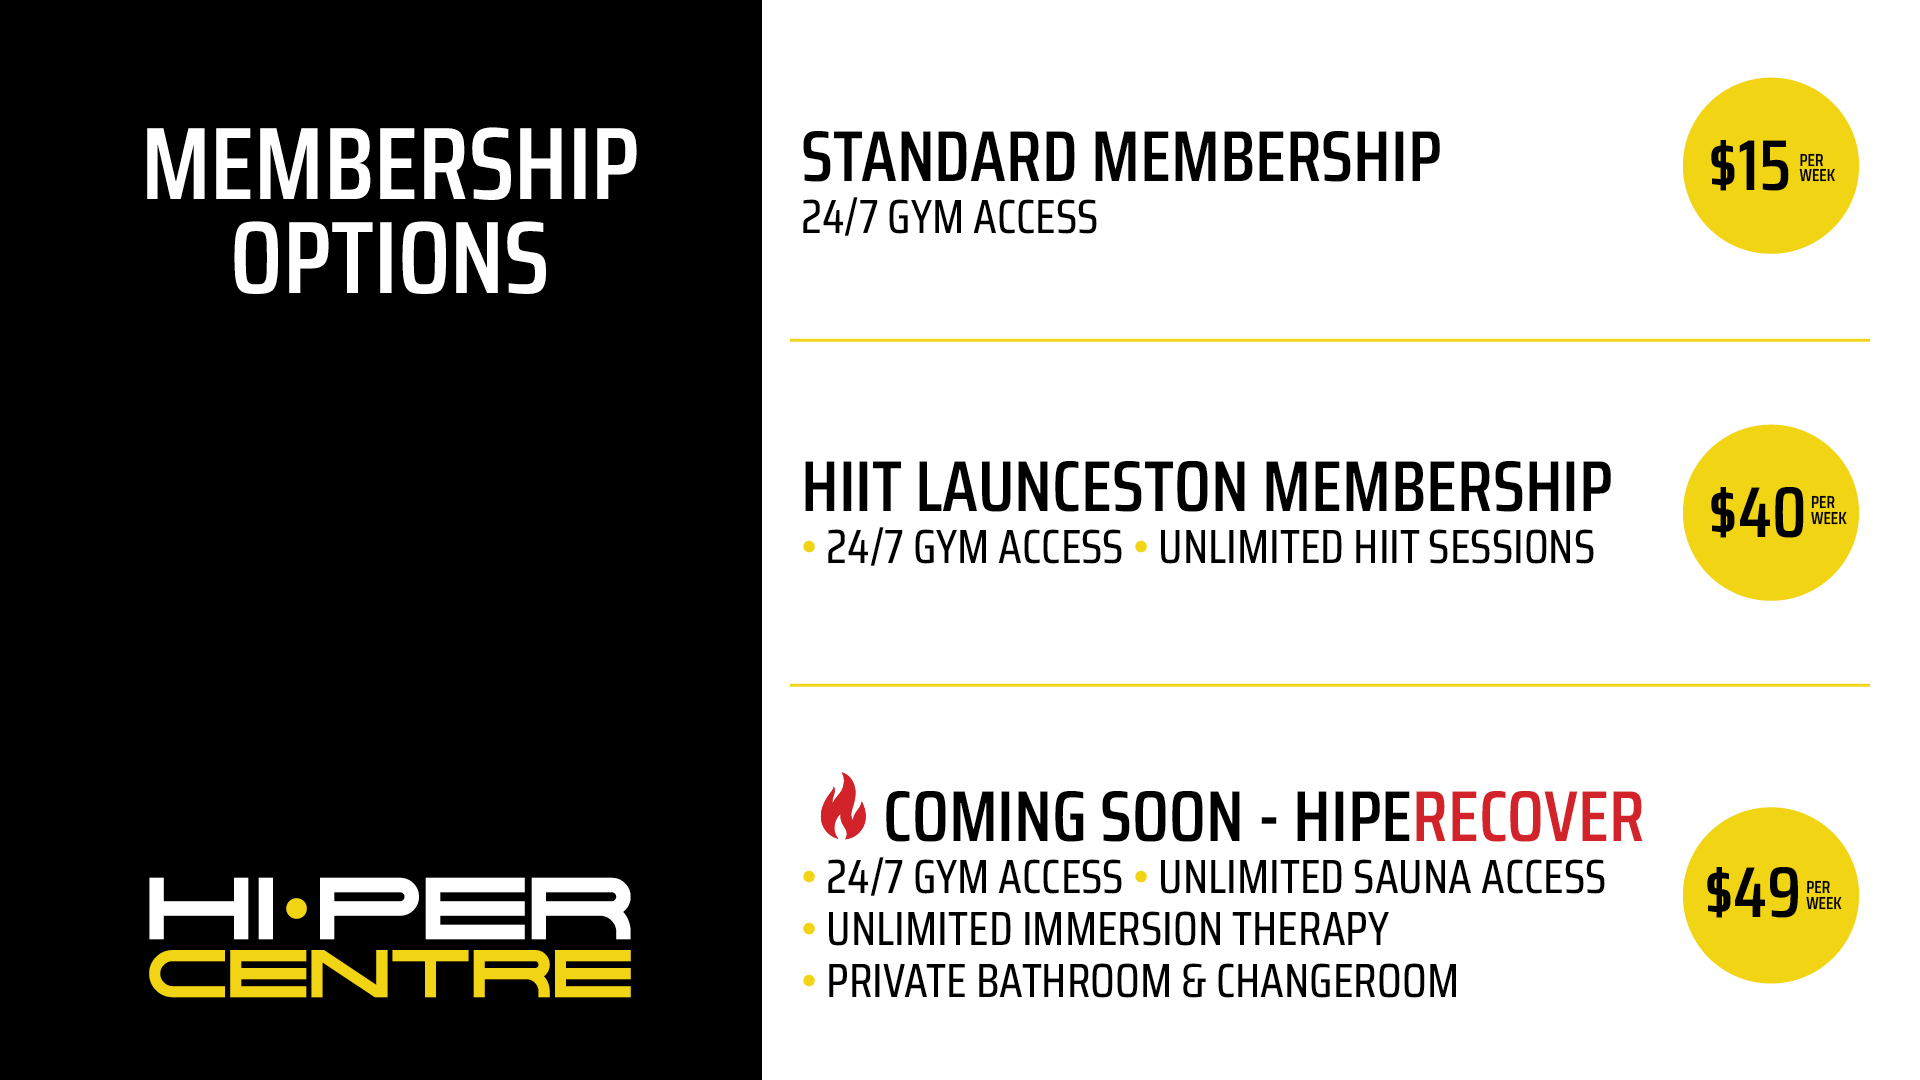 MEMBERSHIP
OPTIONS
HI•PER
CENTRE
STANDARD MEMBERSHIP
24/7 GYM ACCESS
$15 PER
WEEK
HIIT LAUNCESTON MEMBERSHIP
• 24/7 GYM ACCESS • UNLIMITED HIIT SESSIONS
$40 PER
WEEK
COMING SOON - HIPERECOVER
• 24/7 GYM ACCESS • UNLIMITED SAUNA ACCESS
• UNLIMITED IMMERSION THERAPY
• PRIVATE BATHROOM & CHANGEROOM
$49 PER
WEEK